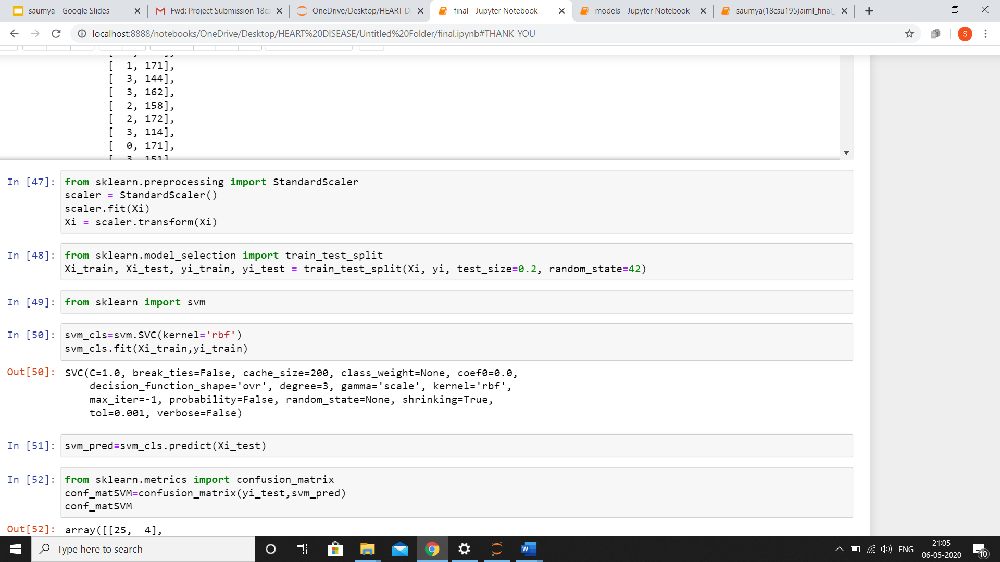 saumya - Google Slides
Fwd: Project Submission 18cs
OneDrive/Desktop/HEART D
final - Jupyter Notebook
models - Jupyter Notebook
saumya(18csu195)aiml_final_
localhost:8888/notebooks/OneDrive/Desktop/HEART%20DISEASE/Untitled%20Folder/final.ipynb#THANK-YOU
S
[  1, 171],
[  3, 144],
[  3, 162],
[  2, 158],
[  2, 172],
[  3, 114],
[  0, 171],
[  3, 151]
In [47]: from sklearn.preprocessing import StandardScaler
scaler = StandardScaler()
scaler.fit(Xi)
Xi = scaler.transform(Xi)
In [48]: from sklearn.model_selection import train_test_split
Xi_train, Xi_test, yi_train, yi_test = train_test_split(Xi, yi, test_size=0.2, random_state=42)
In [49]: from sklearn import svm
In [50]: svm_cls=svm.SVC(kernel='rbf')
svm_cls.fit(Xi_train,yi_train)
Out[50]: SVC(C=1.0, break_ties=False, cache_size=200, class_weight=None, coef0=0.0,
decision_function_shape='ovr', degree=3, gamma='scale', kernel='rbf',
max_iter=-1, probability=False, random_state=None, shrinking=True,
tol=0.001, verbose=False)
In [51]: svm_pred=svm_cls.predict(Xi_test)
In [52]: from sklearn.metrics import confusion_matrix
conf_matSVM=confusion_matrix(yi_test,svm_pred)
conf_matSVM
Out[52]: array([[25,  4],
Type here to search
W
ENG
21:05
06-05-2020
10